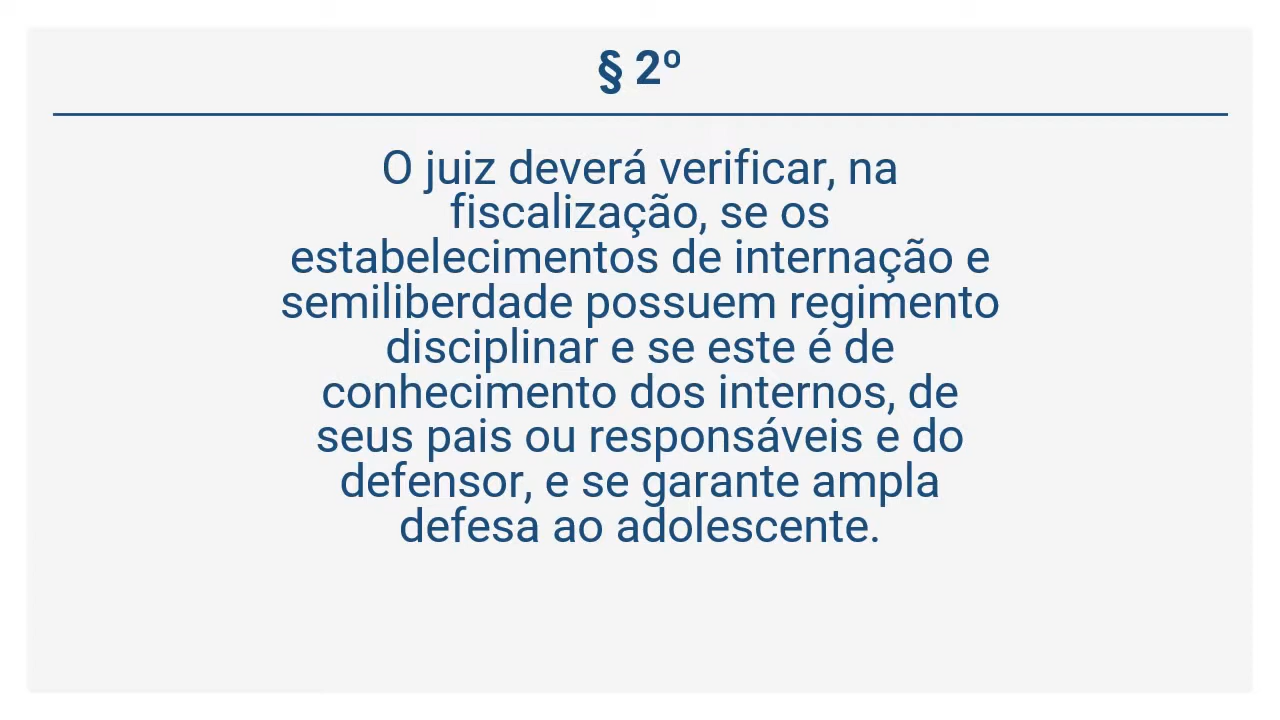 § 2º
O juiz deverá verificar, na
fiscalização, se os
estabelecimentos de internação e
semiliberdade possuem regimento
disciplinar e se este é de
conhecimento dos internos, de
seus pais ou responsáveis e do
defensor, e se garante ampla
defesa ao adolescente.